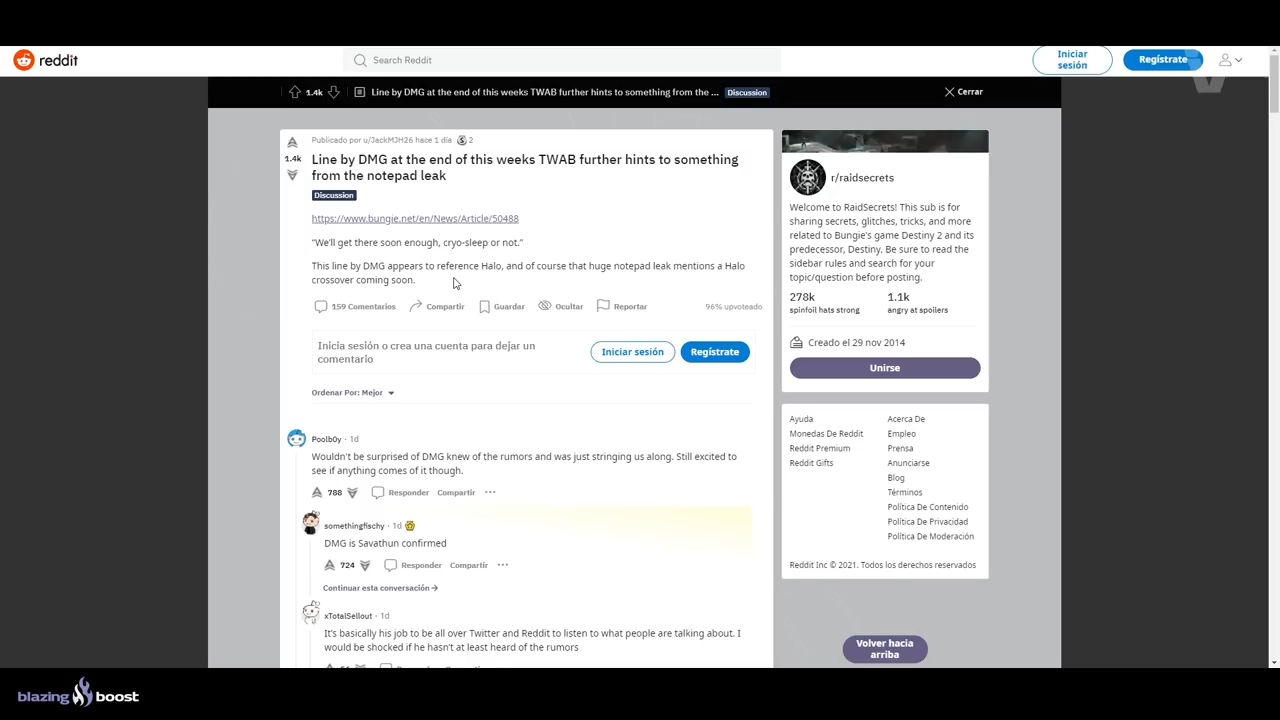 reddit
Search Reddit
Iniciar
sesión
Regístrate
1.4k
Line by DMG at the end of this weeks TWAB further hints to something from the ...
Discussion
Cerrar
Publicado por u/JackMJH26 hace 1 día
2
1.4k
Line by DMG at the end of this weeks TWAB further hints to something
from the notepad leak
Discussion
https://www.bungie.net/en/News/Article/50488
"We'll get there soon enough, cryo-sleep or not."
This line by DMG appears to reference Halo, and of course that huge notepad leak mentions a Halo
crossover coming soon.
159 Comentarios
Compartir
Guardar
Ocultar
Reportar
96% upvoteado
Inicia sesión o crea una cuenta para dejar un
comentario
Iniciar sesión
Regístrate
Ordenar Por: Mejor
Poolb0y · 1d
Wouldn't be surprised of DMG knew of the rumors and was just stringing us along. Still excited to
see if anything comes of it though.
788
Responder
Compartir
somethingfischy · 1d
DMG is Savathun confirmed
724
Responder
Compartir
Continuar esta conversación
xTotalSellout · 1d
It's basically his job to be all over Twitter and Reddit to listen to what people are talking about. I
would be shocked if he hasn't at least heard of the rumors
r/raidsecrets
Welcome to RaidSecrets! This sub is for
sharing secrets, glitches, tricks, and more
related to Bungie's game Destiny 2 and its
predecessor, Destiny. Be sure to read the
sidebar rules and search for your
topic/question before posting.
278k
1.1k
spinfoil hats strong
angry at spoilers
Creado el 29 nov 2014
Unirse
Ayuda
Acerca De
Monedas De Reddit
Empleo
Reddit Premium
Prensa
Reddit Gifts
Anunciarse
Blog
Términos
Política De Contenido
Política De Privacidad
Política De Moderación
Reddit Inc © 2021. Todos los derechos reservados
Volver hacia
arriba
blazing boost